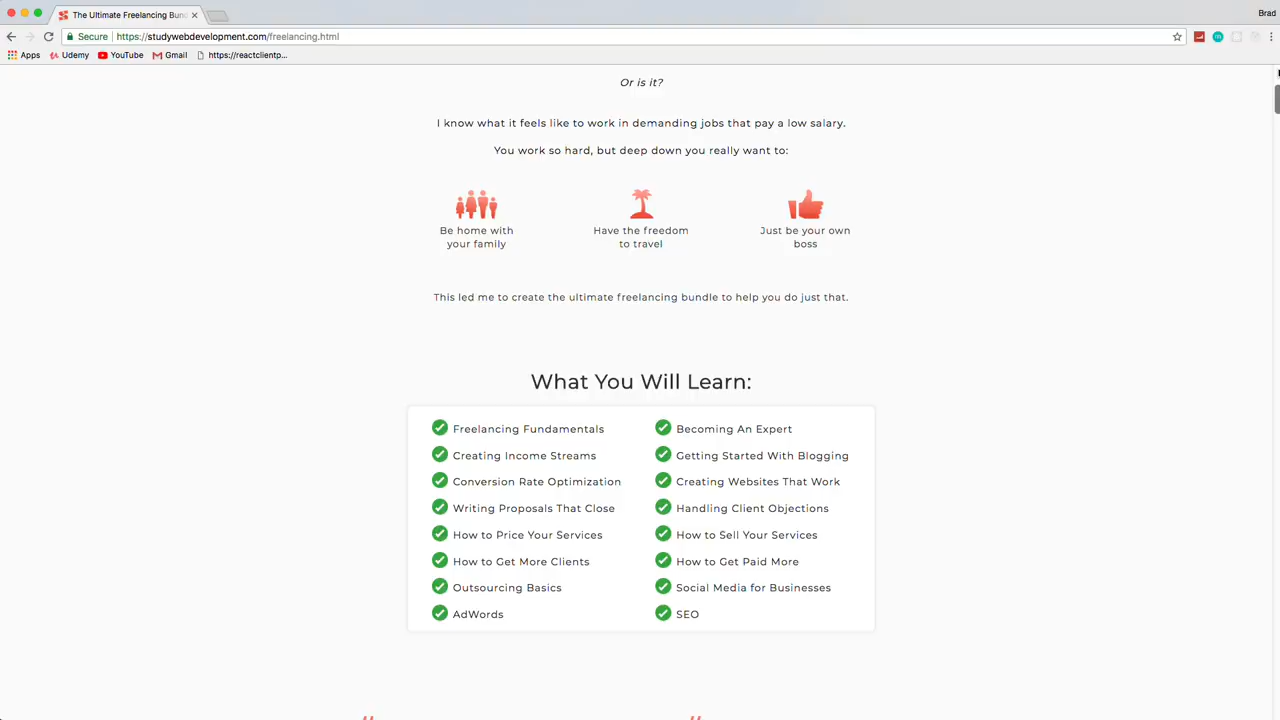 The Ultimate Freelancing Bun
Brad
Secure
https://studywebdevelopment.com/freelancing.html
Apps
Udemy
YouTube
Gmail
https://reactclientp...
Or is it?
I know what it feels like to work in demanding jobs that pay a low salary.
You work so hard, but deep down you really want to:
Be home with
your family
Have the freedom
to travel
Just be your own
boss
This led me to create the ultimate freelancing bundle to help you do just that.
What You Will Learn:
Freelancing Fundamentals
Becoming An Expert
Creating Income Streams
Getting Started With Blogging
Conversion Rate Optimization
Creating Websites That Work
Writing Proposals That Close
Handling Client Objections
How to Price Your Services
How to Sell Your Services
How to Get More Clients
How to Get Paid More
Outsourcing Basics
Social Media for Businesses
AdWords
SEO